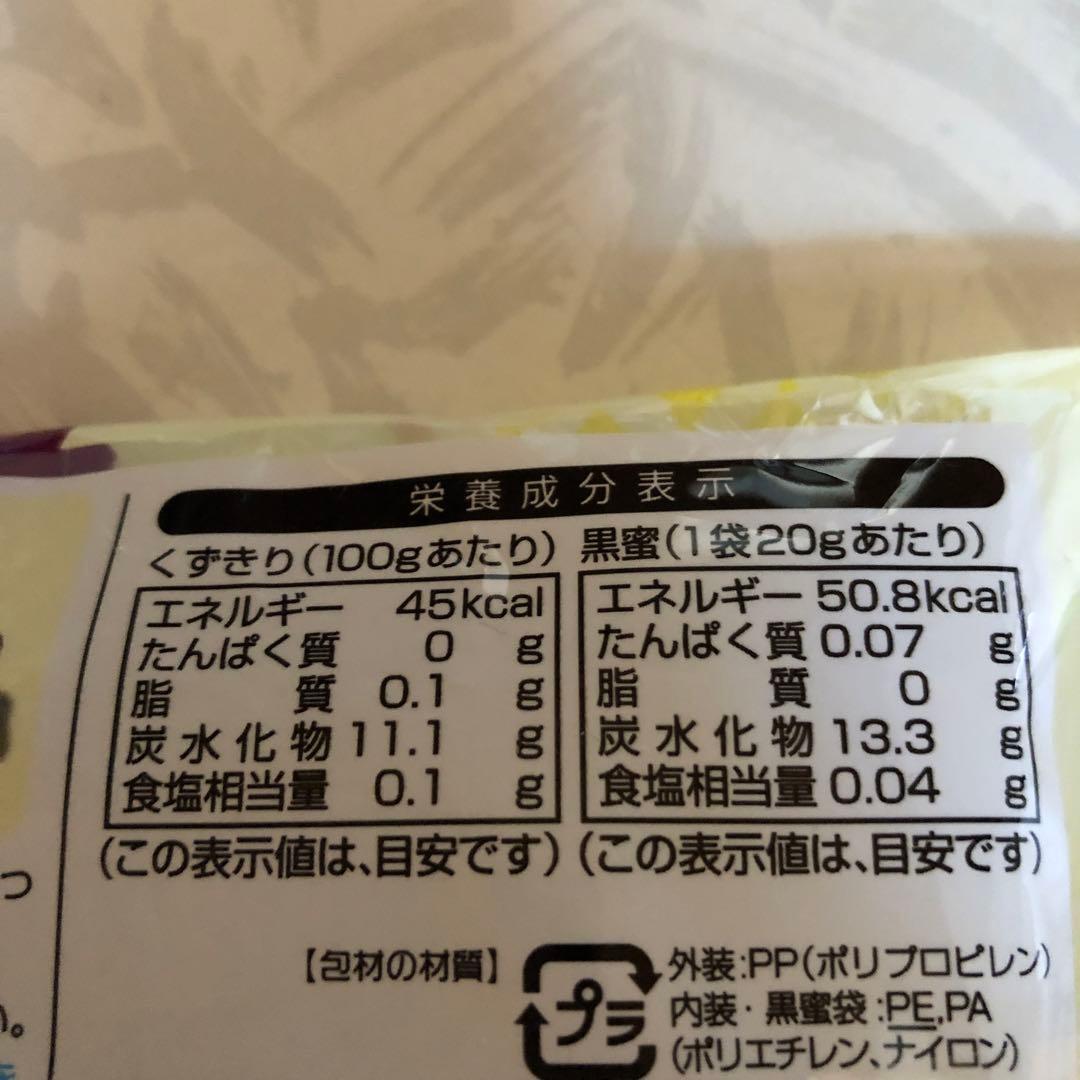 栄養成分表示
くずきり(100gあたり)
エネルギー 45kcal
たんぱく質 0 g
脂質 0.1 g
炭水化物 11.1 g
食塩相当量 0.1 g
(この表示値は、目安です)
黒蜜(1袋20gあたり)
エネルギー 50.8kcal
たんぱく質 0.07 g
脂質 0 g
炭水化物 13.3 g
食塩相当量 0.04 g
(この表示値は、目安です)
【包材の材質】
プラ
外装:PP(ポリプロピレン)
内装・黒蜜袋:PE,PA
(ポリエチレン、ナイロン)
っ
い。